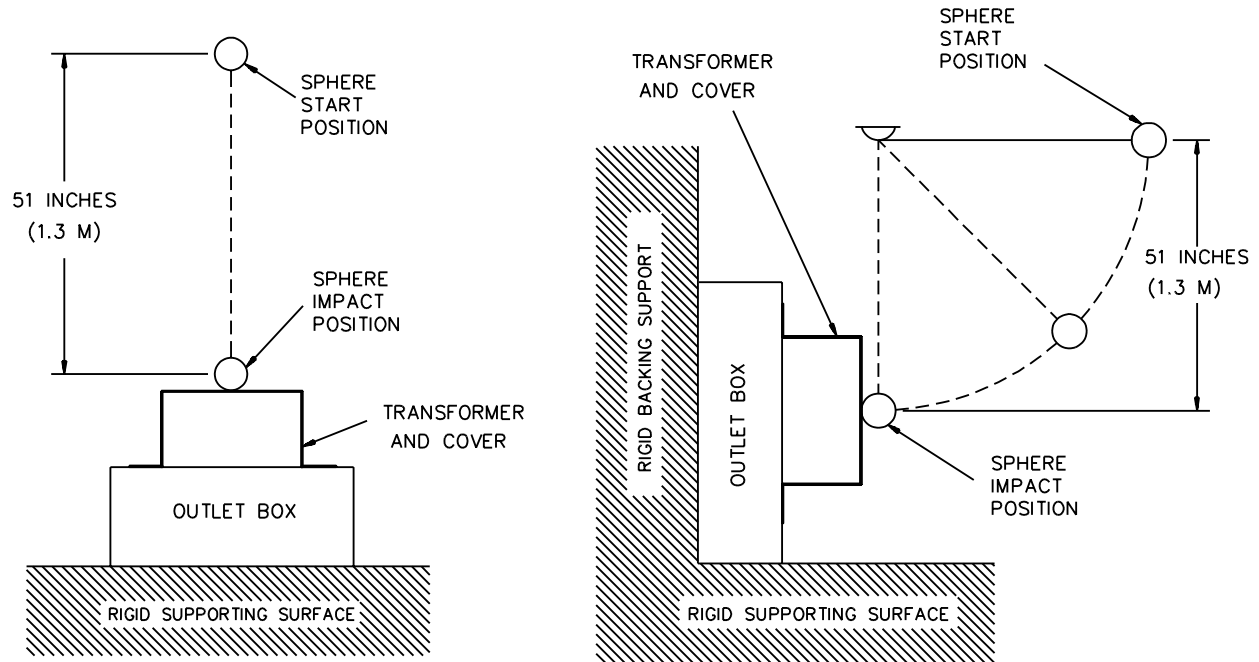 SPHERE
START
POSITION
51 INCHES
(1.3 M)
SPHERE
IMPACT
POSITION
TRANSFORMER
AND COVER
OUTLET BOX
RIGID SUPPORTING SURFACE
SPHERE
START
POSITION
TRANSFORMER
AND COVER
51 INCHES
(1.3 M)
RIGID BACKING SUPPORT
OUTLET BOX
SPHERE
IMPACT
POSITION
RIGID SUPPORTING SURFACE